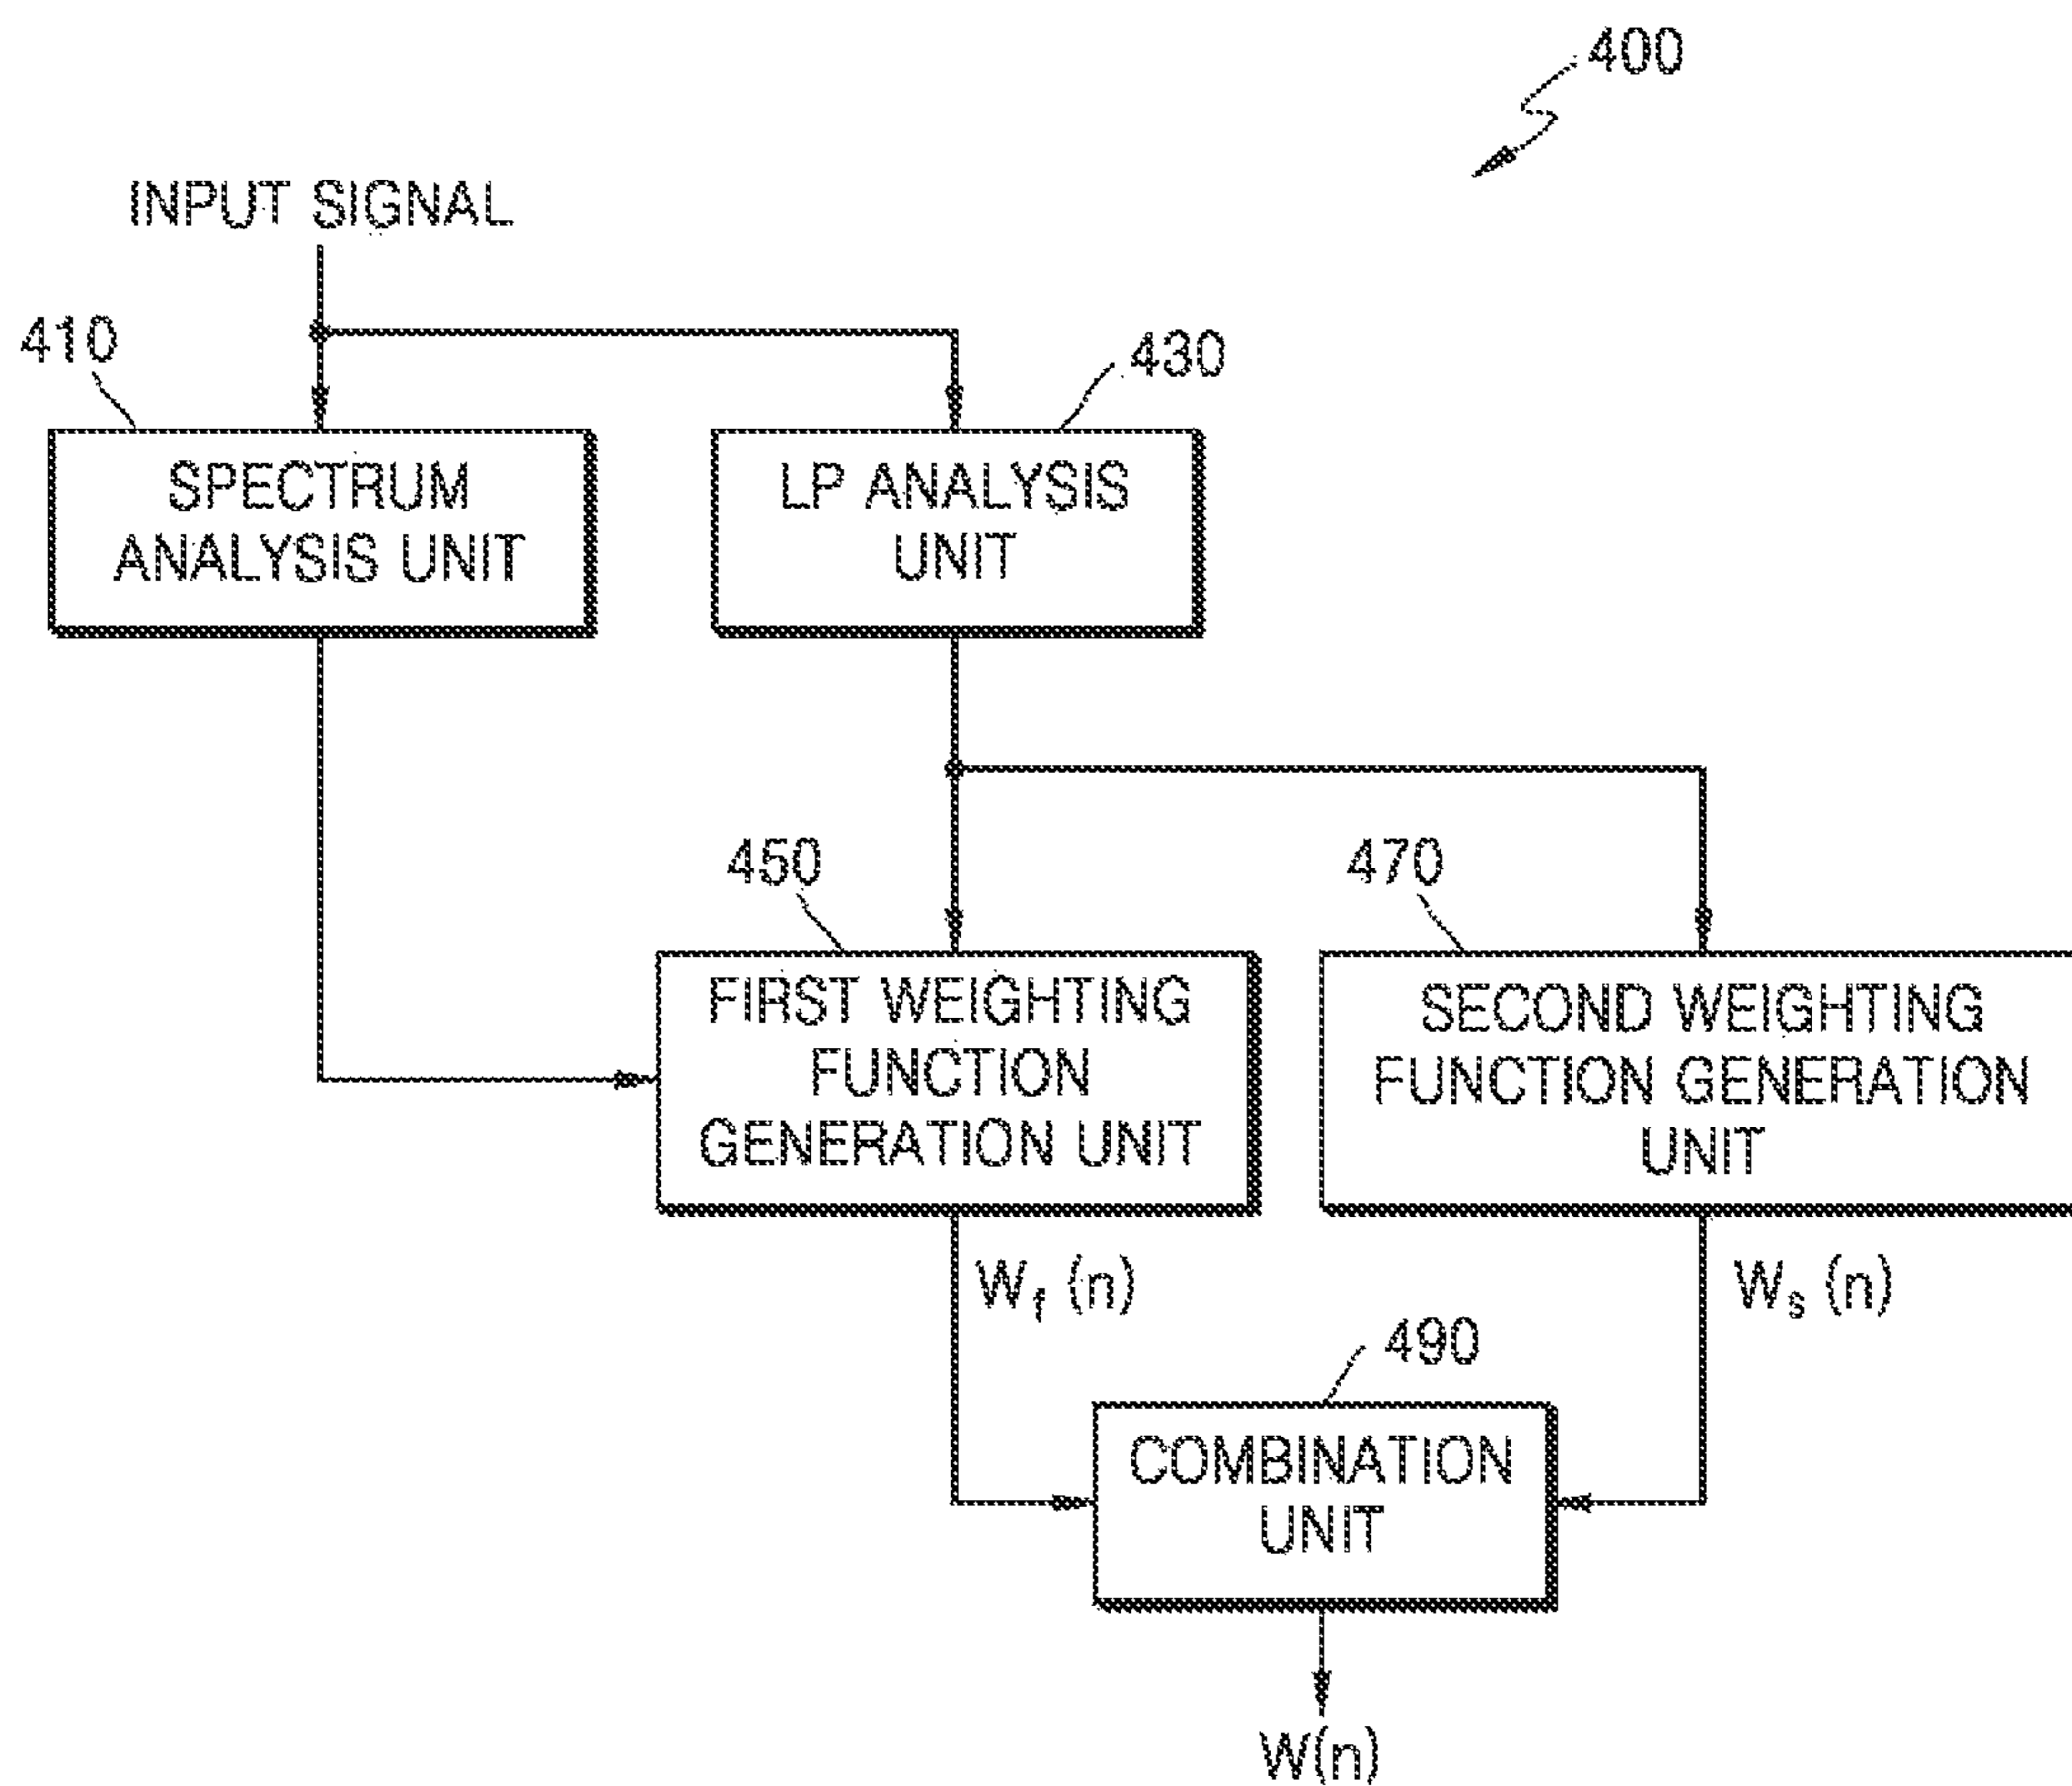 400
INPUT SIGNAL
410
430
SPECTRUM
ANALYSIS UNIT
LP ANALYSIS
UNIT
450
470
FIRST WEIGHTING
FUNCTION
GENERATION UNIT
SECOND WEIGHTING
FUNCTION GENERATION
UNIT
Wf (n)
Ws (n)
490
COMBINATION
UNIT
W(n)